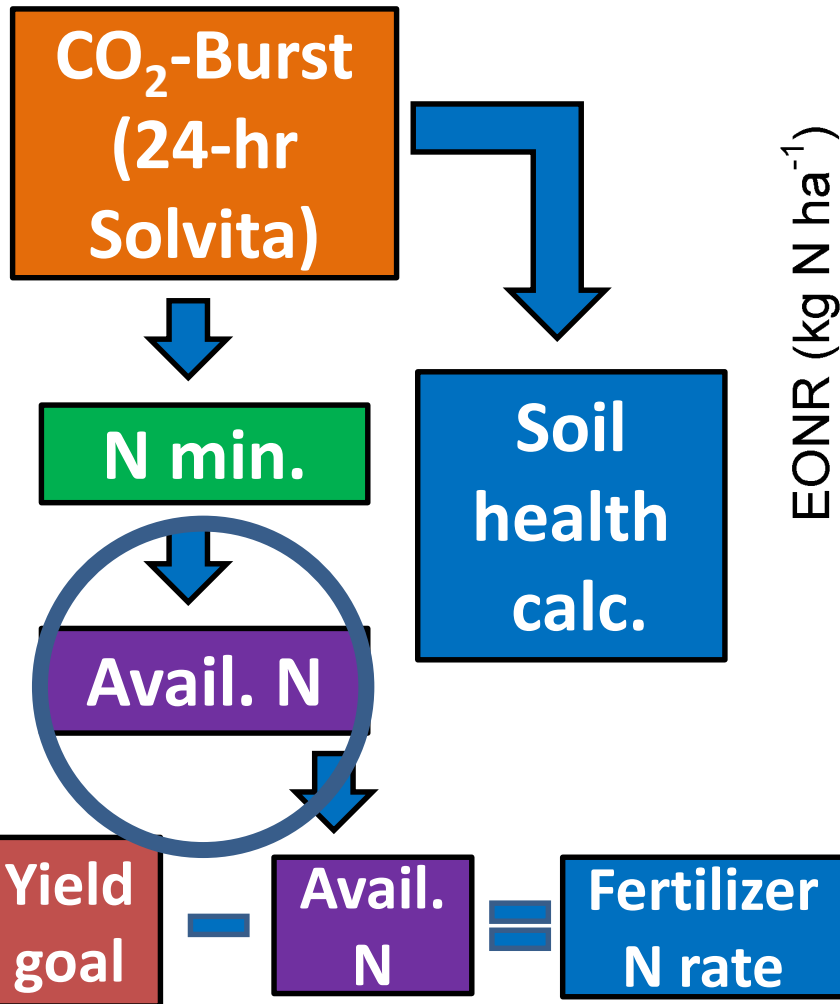 CO₂-Burst
(24-hr
Solvita)
N min.
Soil
health
calc.
Avail. N
Yield
goal
Avail.
N
Fertilizer
N rate
EONR (kg N ha⁻¹)